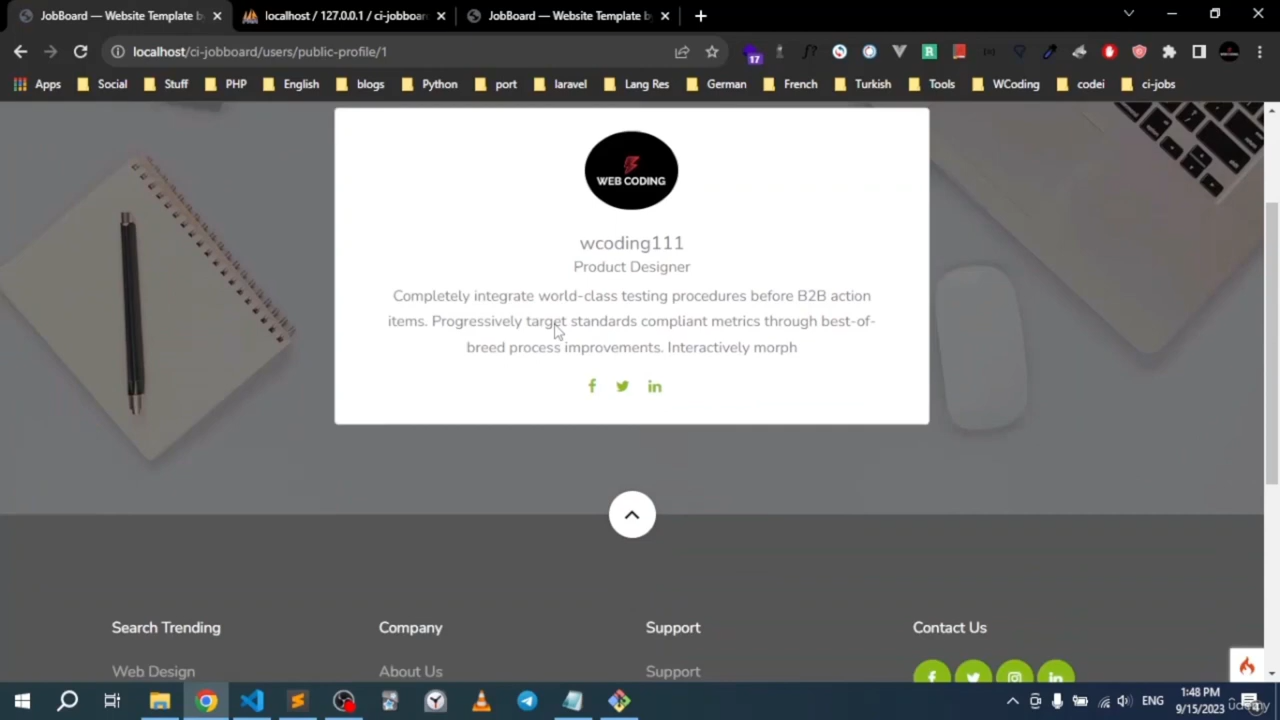 JobBoard — Website Template b
localhost / 127.0.0.1 / ci-jobboar
JobBoard — Website Template b
localhost/ci-jobboard/users/public-profile/1
17
R
Apps
Social
Stuff
PHP
English
blogs
Python
port
laravel
Lang Res
German
French
Turkish
Tools
WCoding
codei
ci-jobs
WEB CODING
wcoding111
Product Designer
Completely integrate world-class testing procedures before B2B action
items. Progressively target standards compliant metrics through best-of-
breed process improvements. Interactively morph
Search Trending
Company
Support
Contact Us
Web Design
About Us
Support
ENG
1:48 PM
9/15/2023
udemy